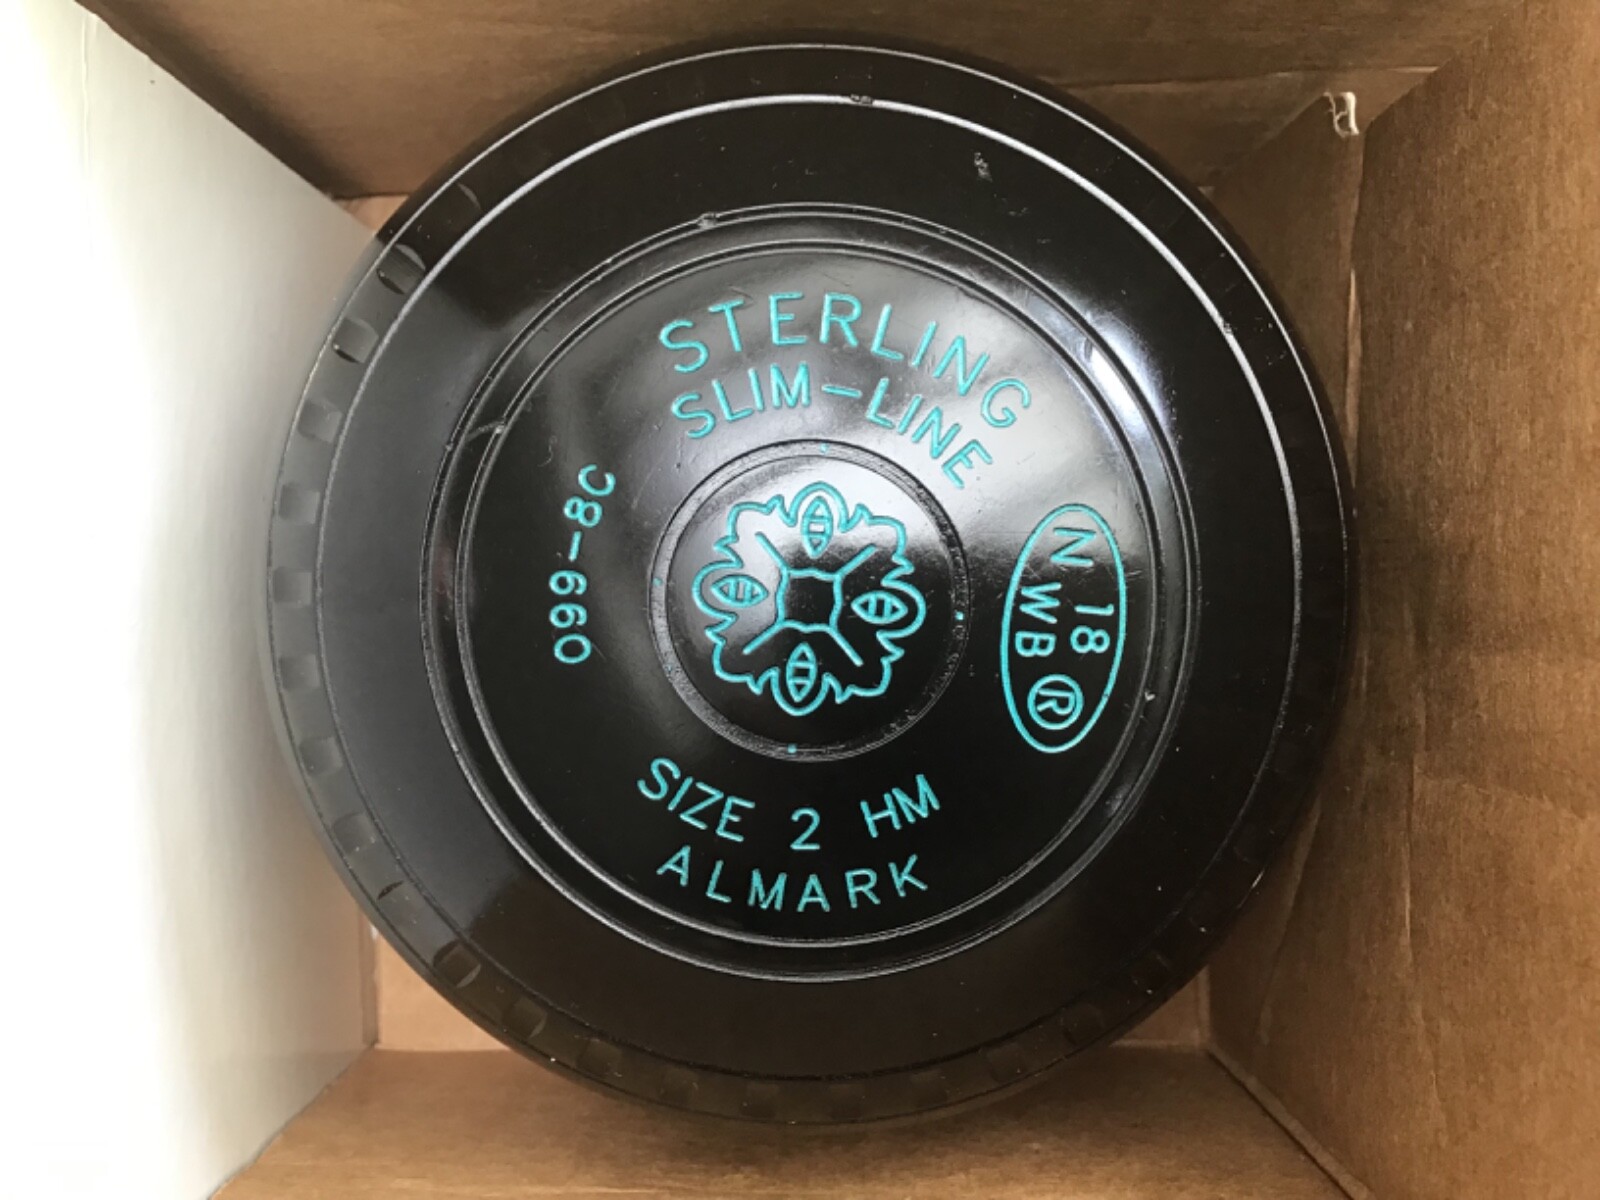 STERLING
SLIM-LINE
099-8C
N 18
WB R
SIZE 2 HM
ALMARK